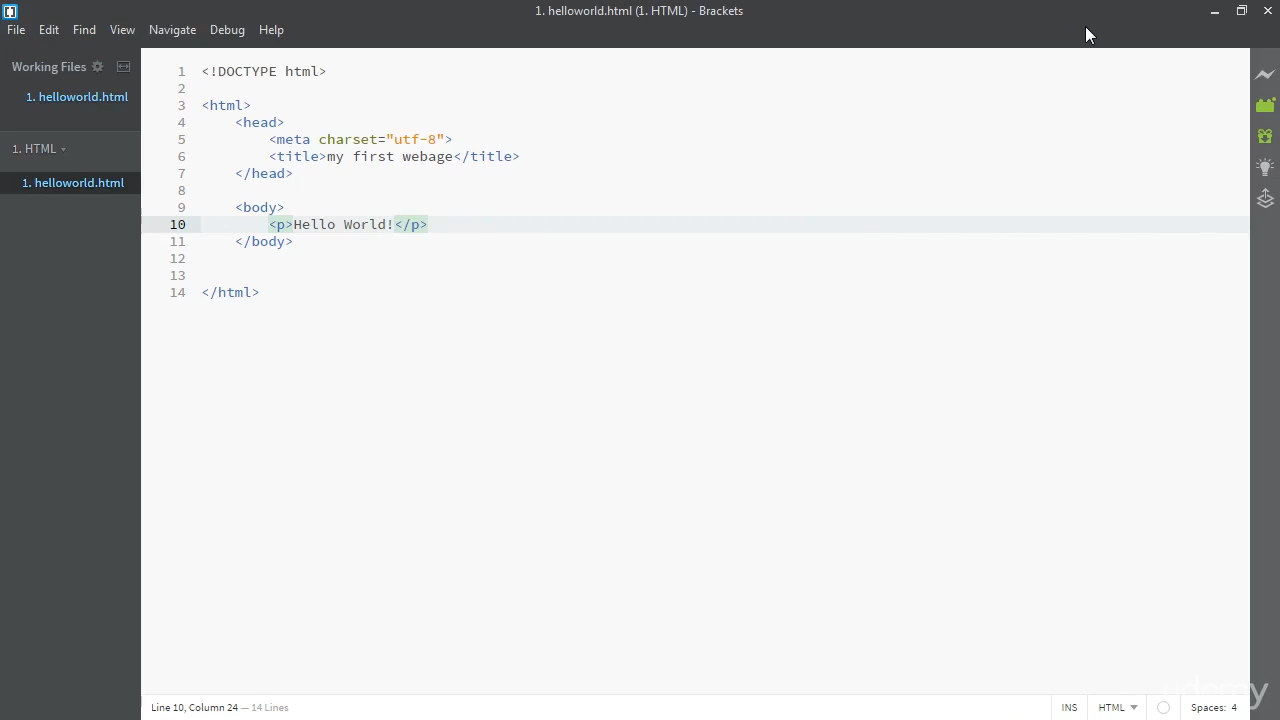 1. helloworld.html (1. HTML) - Brackets
File Edit Find View Navigate Debug Help
Working Files
1. helloworld.html
1. HTML
1. helloworld.html
1 <!DOCTYPE html>
2
3 <html>
4 <head>
5 <meta charset="utf-8">
6 <title>my first webage</title>
7 </head>
8
9 <body>
10 <p>Hello World!</p>
11 </body>
12
13
14 </html>
Line 10, Column 24 — 14 Lines
INS HTML Spaces: 4
udemy